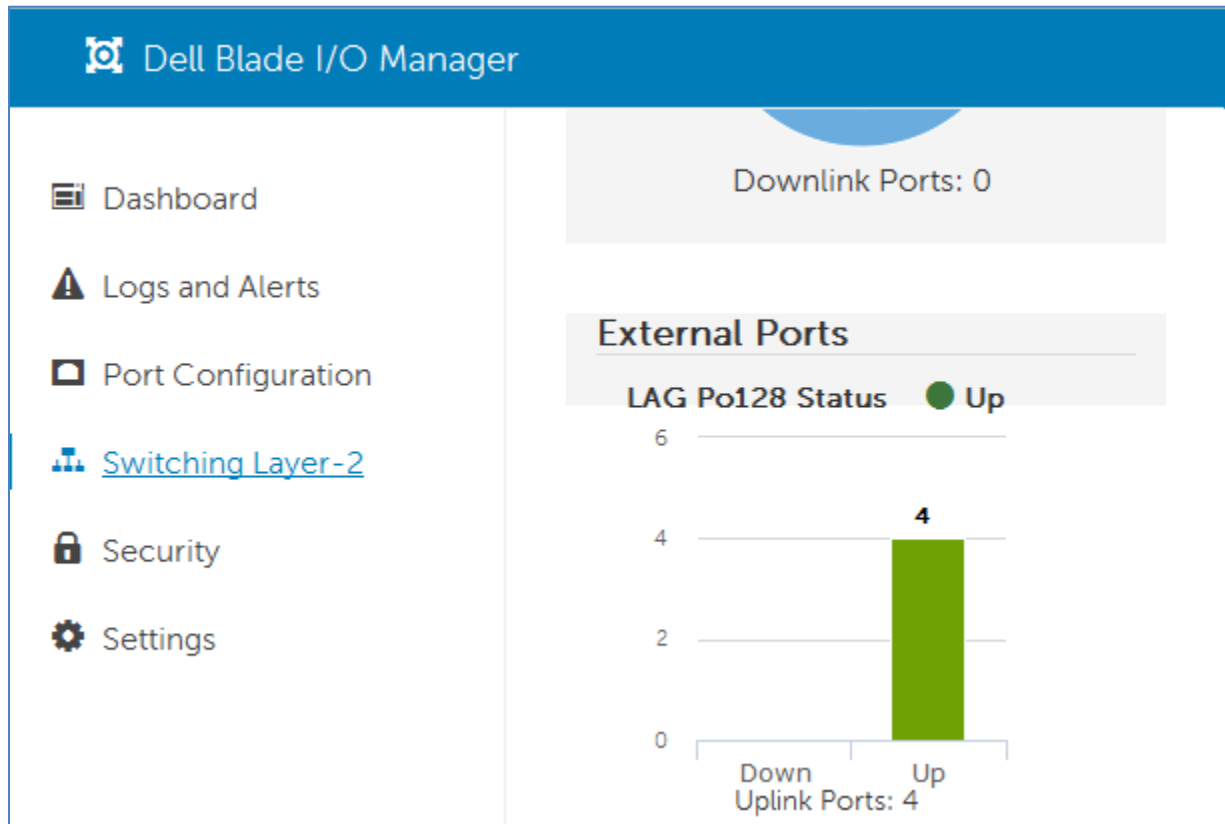 Dell Blade I/O Manager
Dashboard
Logs and Alerts
Port Configuration
Switching Layer-2
Security
Settings
Downlink Ports: 0
External Ports
LAG Po128 Status Up
6
4
4
2
0
Down Up
Uplink Ports: 4